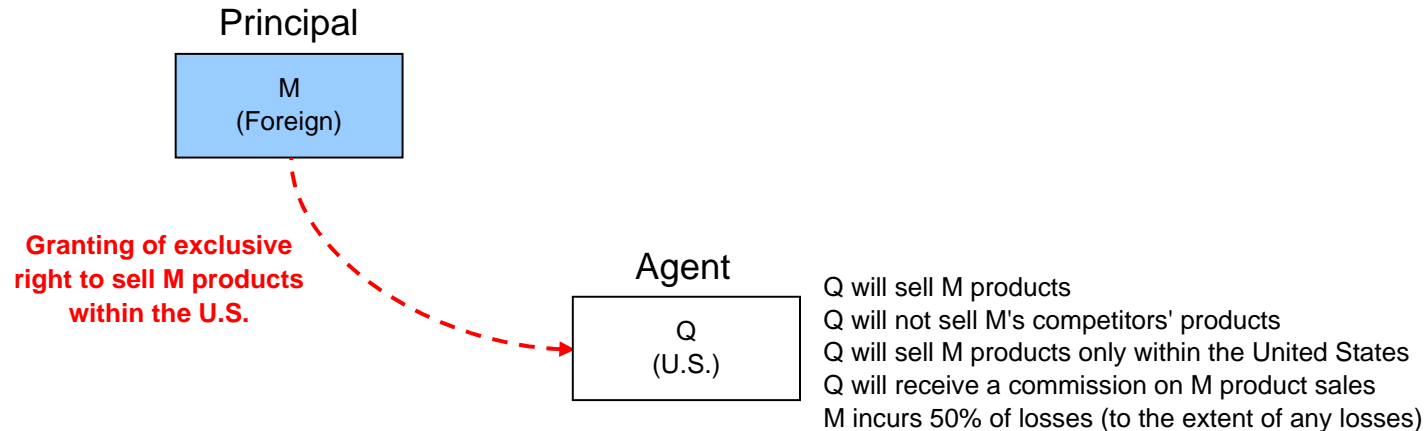 Principal
M
(Foreign)
Granting of exclusive
right to sell M products
within the U.S.
Agent
Q
(U.S.)
Q will sell M products
Q will not sell M's competitors' products
Q will sell M products only within the United States
Q will receive a commission on M product sales
M incurs 50% of losses (to the extent of any losses)